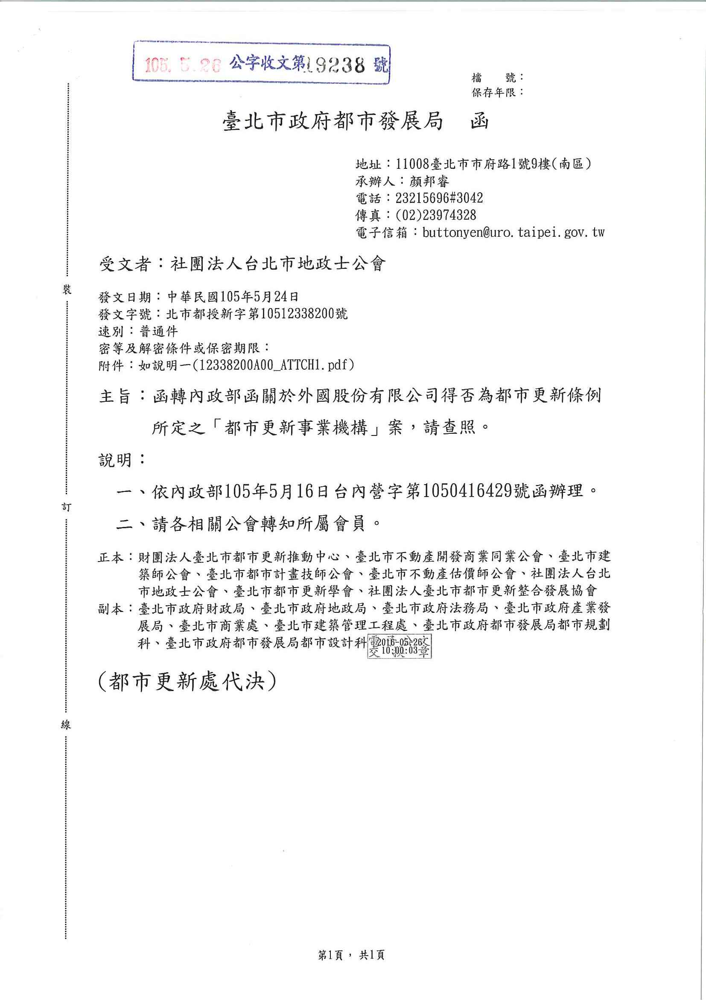 105. 5. 26 公字收文第19238號
檔　　號：
保存年限：
臺北市政府都市發展局　函
地址：11008臺北市市府路1號9樓(南區)
承辦人：顏邦睿
電話：23215696#3042
傳真：(02)23974328
電子信箱：buttonyen@uro.taipei.gov.tw
受文者：社團法人台北市地政士公會
發文日期：中華民國105年5月24日
發文字號：北市都授新字第10512338200號
速別：普通件
密等及解密條件或保密期限：
附件：如說明一(12338200A00_ATTCH1.pdf)
主旨：函轉內政部函關於外國股份有限公司得否為都市更新條例
所定之「都市更新事業機構」案，請查照。
說明：
一、依內政部105年5月16日台內營字第1050416429號函辦理。
二、請各相關公會轉知所屬會員。
正本：財團法人臺北市都市更新推動中心、臺北市不動產開發商業同業公會、臺北市建
築師公會、臺北市都市計畫技師公會、臺北市不動產估價師公會、社團法人台北
市地政士公會、臺北市都市更新學會、社團法人臺北市都市更新整合發展協會
副本：臺北市政府財政局、臺北市政府地政局、臺北市政府法務局、臺北市政府產業發
展局、臺北市商業處、臺北市建築管理工程處、臺北市政府都市發展局都市規劃
科、臺北市政府都市發展局都市設計科
2016-05-26
10:00:03
(都市更新處代決)
裝
訂
線
第1頁，共1頁